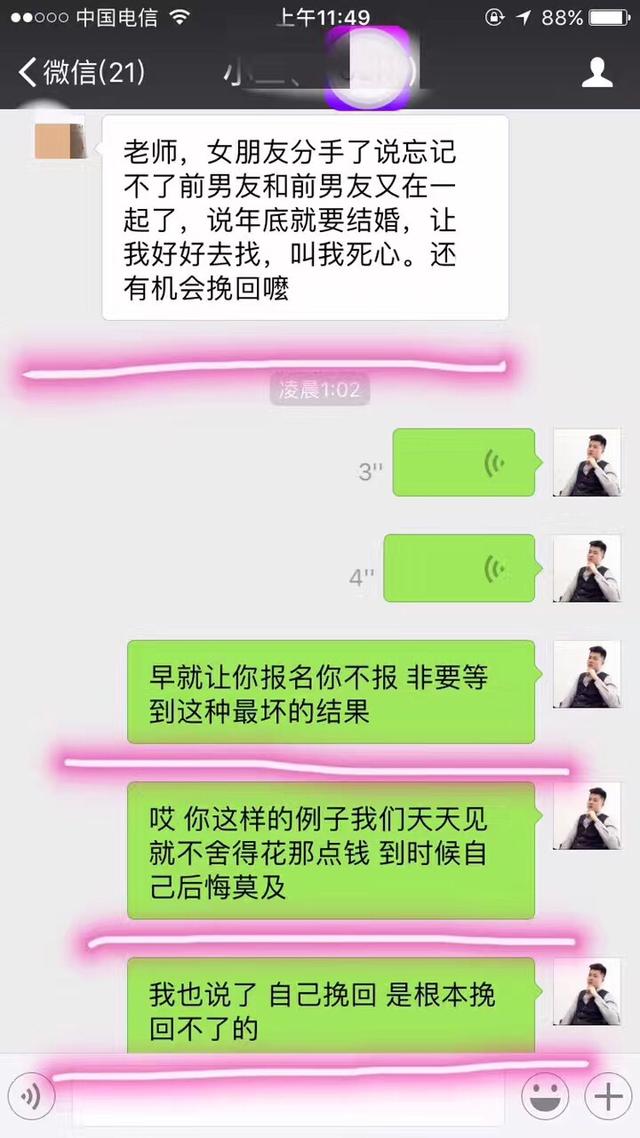 中国电信
上午11:49
88%
微信(21)
小
老师，女朋友分手了说忘记
不了前男友和前男友又在一
起了，说年底就要结婚，让
我好好去找，叫我死心。还
有机会挽回嚒
凌晨1:02
3''
4''
早就让你报名你不报 非要等
到这种最坏的结果
哎 你这样的例子我们天天见
就不舍得花那点钱 到时候自
己后悔莫及
我也说了 自己挽回 是根本挽
回不了的